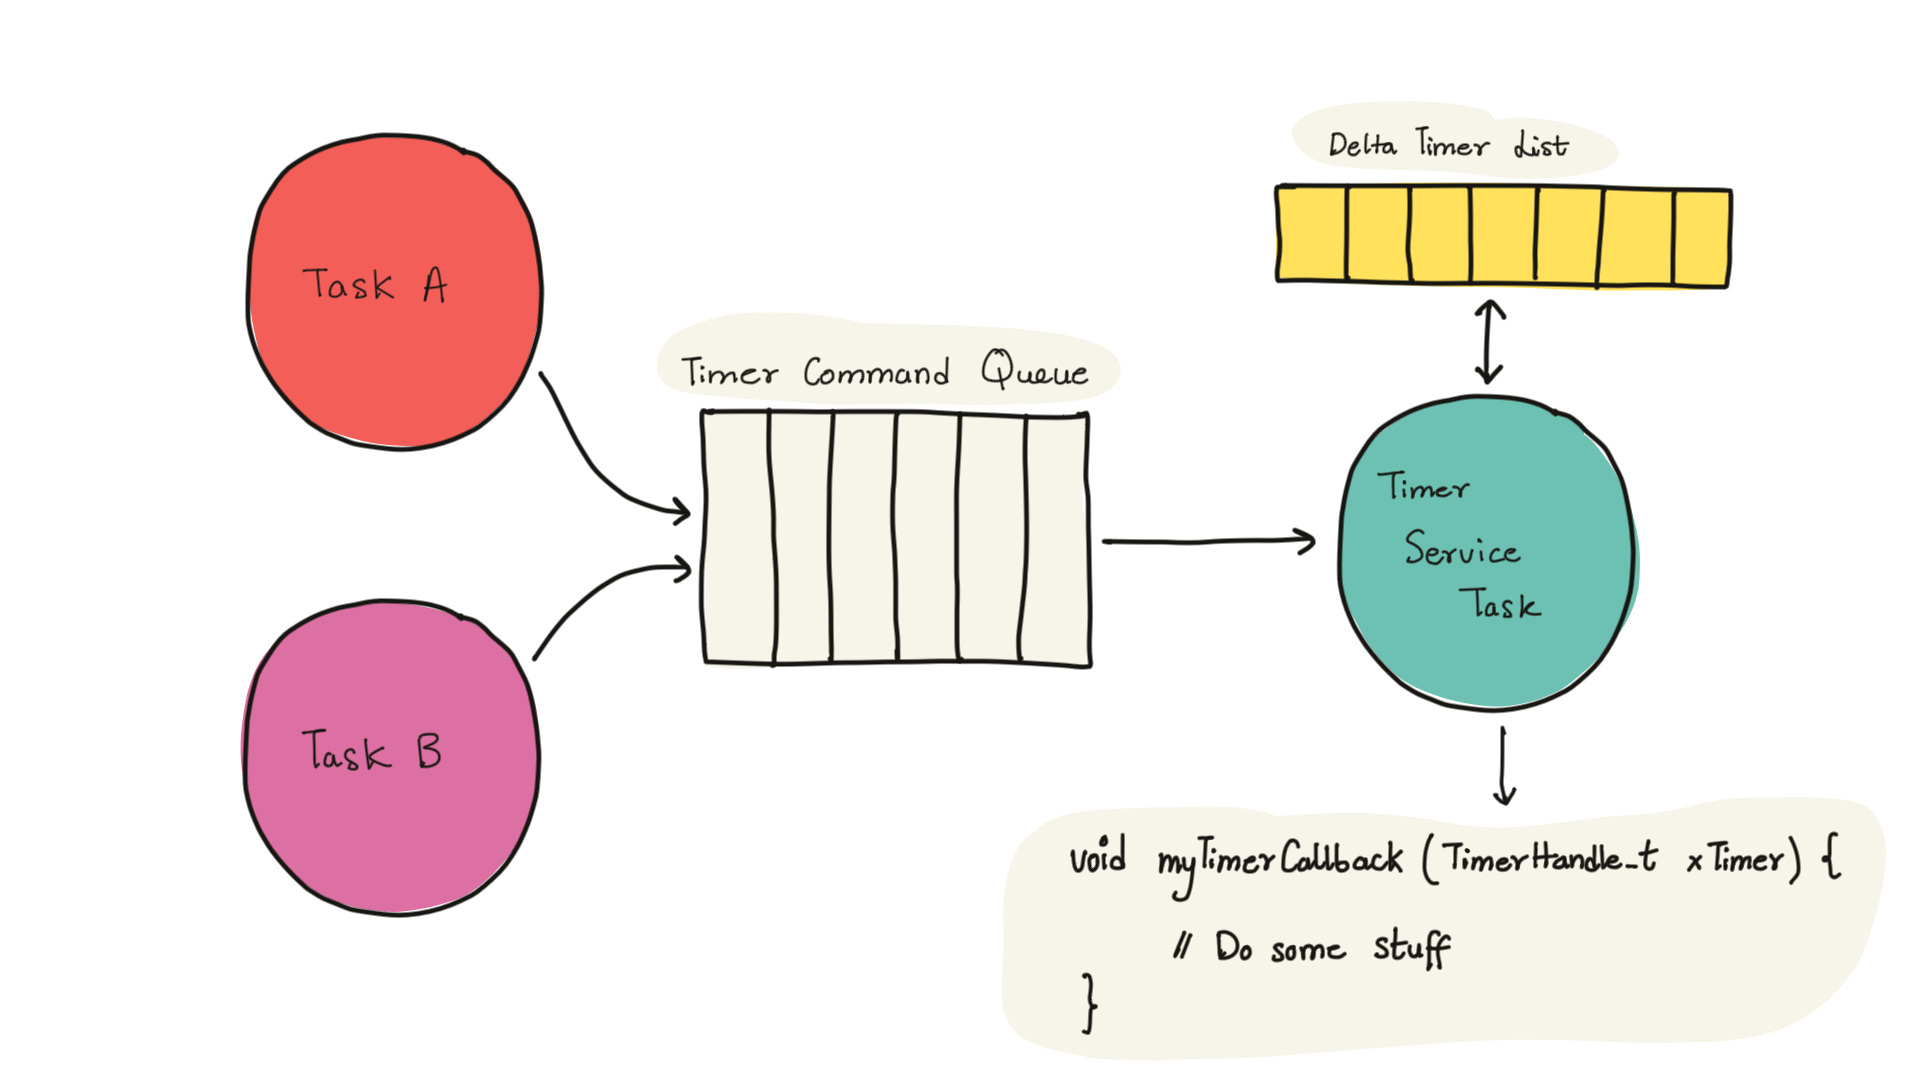 Task A
Task B
Timer Command Queue
Delta Timer List
Timer
Service
Task
void myTimerCallback (TimerHandle_t xTimer) {
// Do some stuff
}